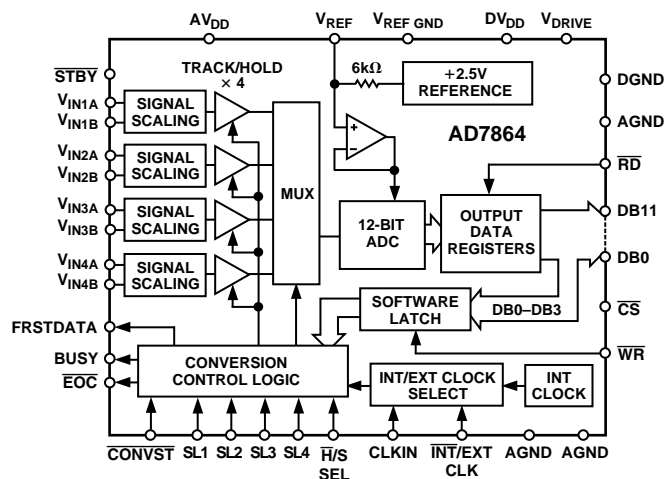 AVDD VREF VREF GND DVDD VDRIVE
STBY
TRACK/HOLD
× 4
6kΩ
+2.5V
REFERENCE
DGND
VIN1A
VIN1B
SIGNAL
SCALING
AD7864
AGND
VIN2A
VIN2B
SIGNAL
SCALING
MUX
RD
VIN3A
VIN3B
SIGNAL
SCALING
12-BIT
ADC
OUTPUT
DATA
REGISTERS
DB11
DB0
VIN4A
VIN4B
SIGNAL
SCALING
SOFTWARE
LATCH
DB0–DB3
CS
FRSTDATA
WR
BUSY
EOC
CONVERSION
CONTROL LOGIC
INT/EXT CLOCK
SELECT
INT
CLOCK
CONVST SL1 SL2 SL3 SL4 H/S
SEL
CLKIN INT/EXT
CLK
AGND AGND